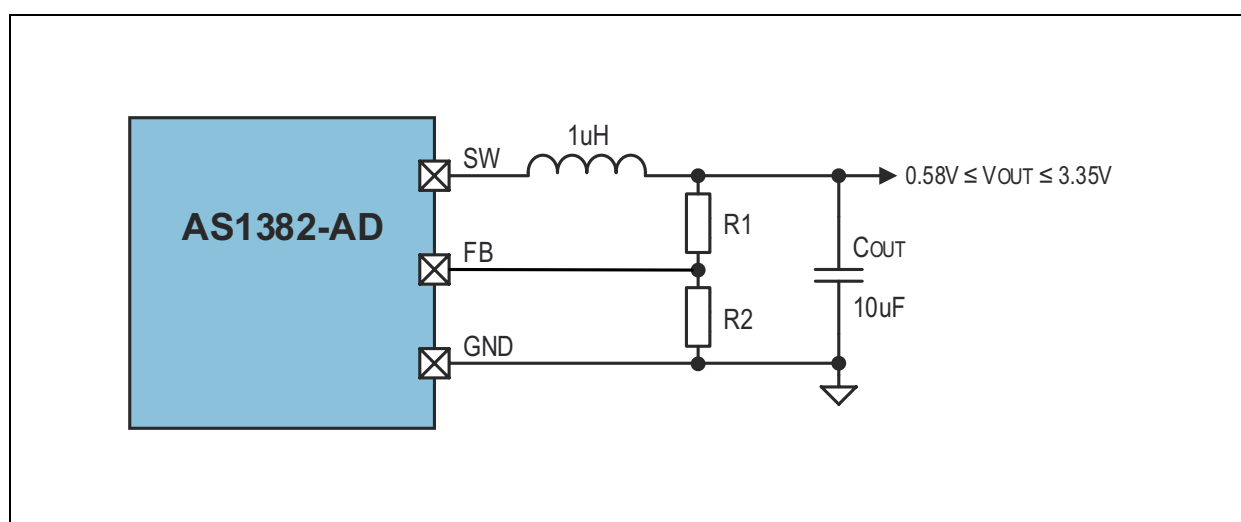 1uH
SW
0.58V ≤ VOUT ≤ 3.35V
AS1382-AD
R1
FB
COUT
10uF
R2
GND